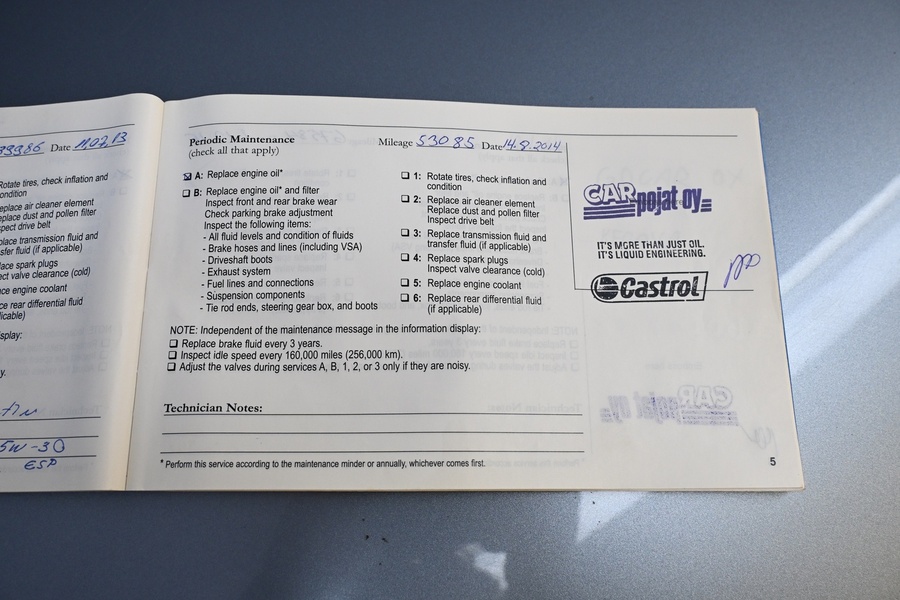 39986 Date 11.02.13
Rotate tires, check inflation and
condition
place air cleaner element
place dust and pollen filter
Inspect drive belt
place transmission fluid and
fluid (if applicable)
spark plugs
valve clearance (cold)
engine coolant
rear differential fluid
5W-30
ESP
Periodic Maintenance
(check all that apply)
Mileage 53085 Date 14.8.2014
A: Replace engine oil*
B: Replace engine oil* and filter
Inspect front and rear brake wear
Check parking brake adjustment
Inspect the following items:
- All fluid levels and condition of fluids
- Brake hoses and lines (including VSA)
- Driveshaft boots
- Exhaust system
- Fuel lines and connections
- Suspension components
- Tie rod ends, steering gear box, and boots
1: Rotate tires, check inflation and
condition
2: Replace air cleaner element
Replace dust and pollen filter
Inspect drive belt
3: Replace transmission fluid and
transfer fluid (if applicable)
4: Replace spark plugs
Inspect valve clearance (cold)
5: Replace engine coolant
6: Replace rear differential fluid
(if applicable)
NOTE: Independent of the maintenance message in the information display:
Replace brake fluid every 3 years.
Inspect idle speed every 160,000 miles (256,000 km).
Adjust the valves during services A, B, 1, 2, or 3 only if they are noisy.
Technician Notes:
* Perform this service according to the maintenance minder or annually, whichever comes first.
CAR
pojat oy
IT'S MORE THAN JUST OIL.
IT'S LIQUID ENGINEERING.
Castrol
5